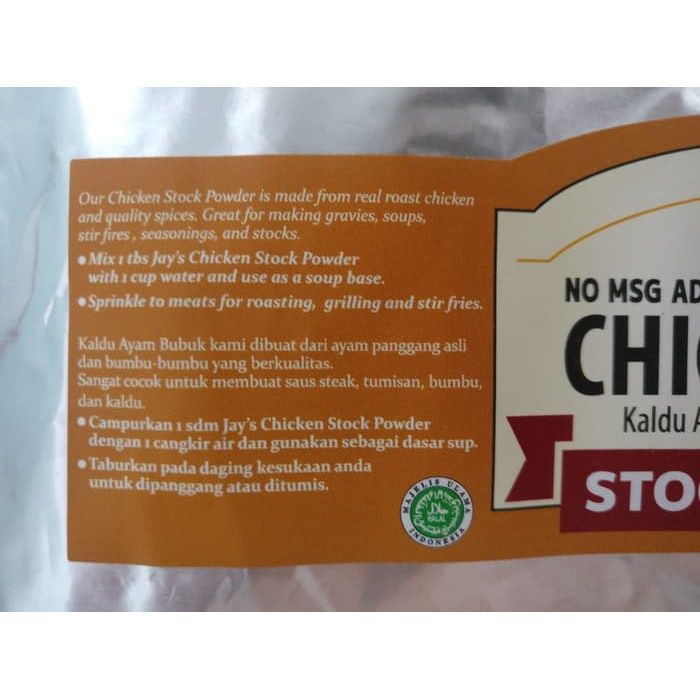 Our Chicken Stock Powder is made from real roast chicken
and quality spices. Great for making gravies, soups,
stir fires , seasonings, and stocks.
• Mix 1 tbs Jay's Chicken Stock Powder
with 1 cup water and use as a soup base.
• Sprinkle to meats for roasting, grilling and stir fries.
Kaldu Ayam Bubuk kami dibuat dari ayam panggang asli
dan bumbu-bumbu yang berkualitas.
Sangat cocok untuk membuat saus steak, tumisan, bumbu,
dan kaldu.
• Campurkan 1 sdm Jay's Chicken Stock Powder
dengan 1 cangkir air dan gunakan sebagai dasar sup.
• Taburkan pada daging kesukaan anda
untuk dipanggang atau ditumis.
MAJELIS ULAMA
حلال
HALAL
INDONESIA
NO MSG AD
CHIC
Kaldu A
STOC